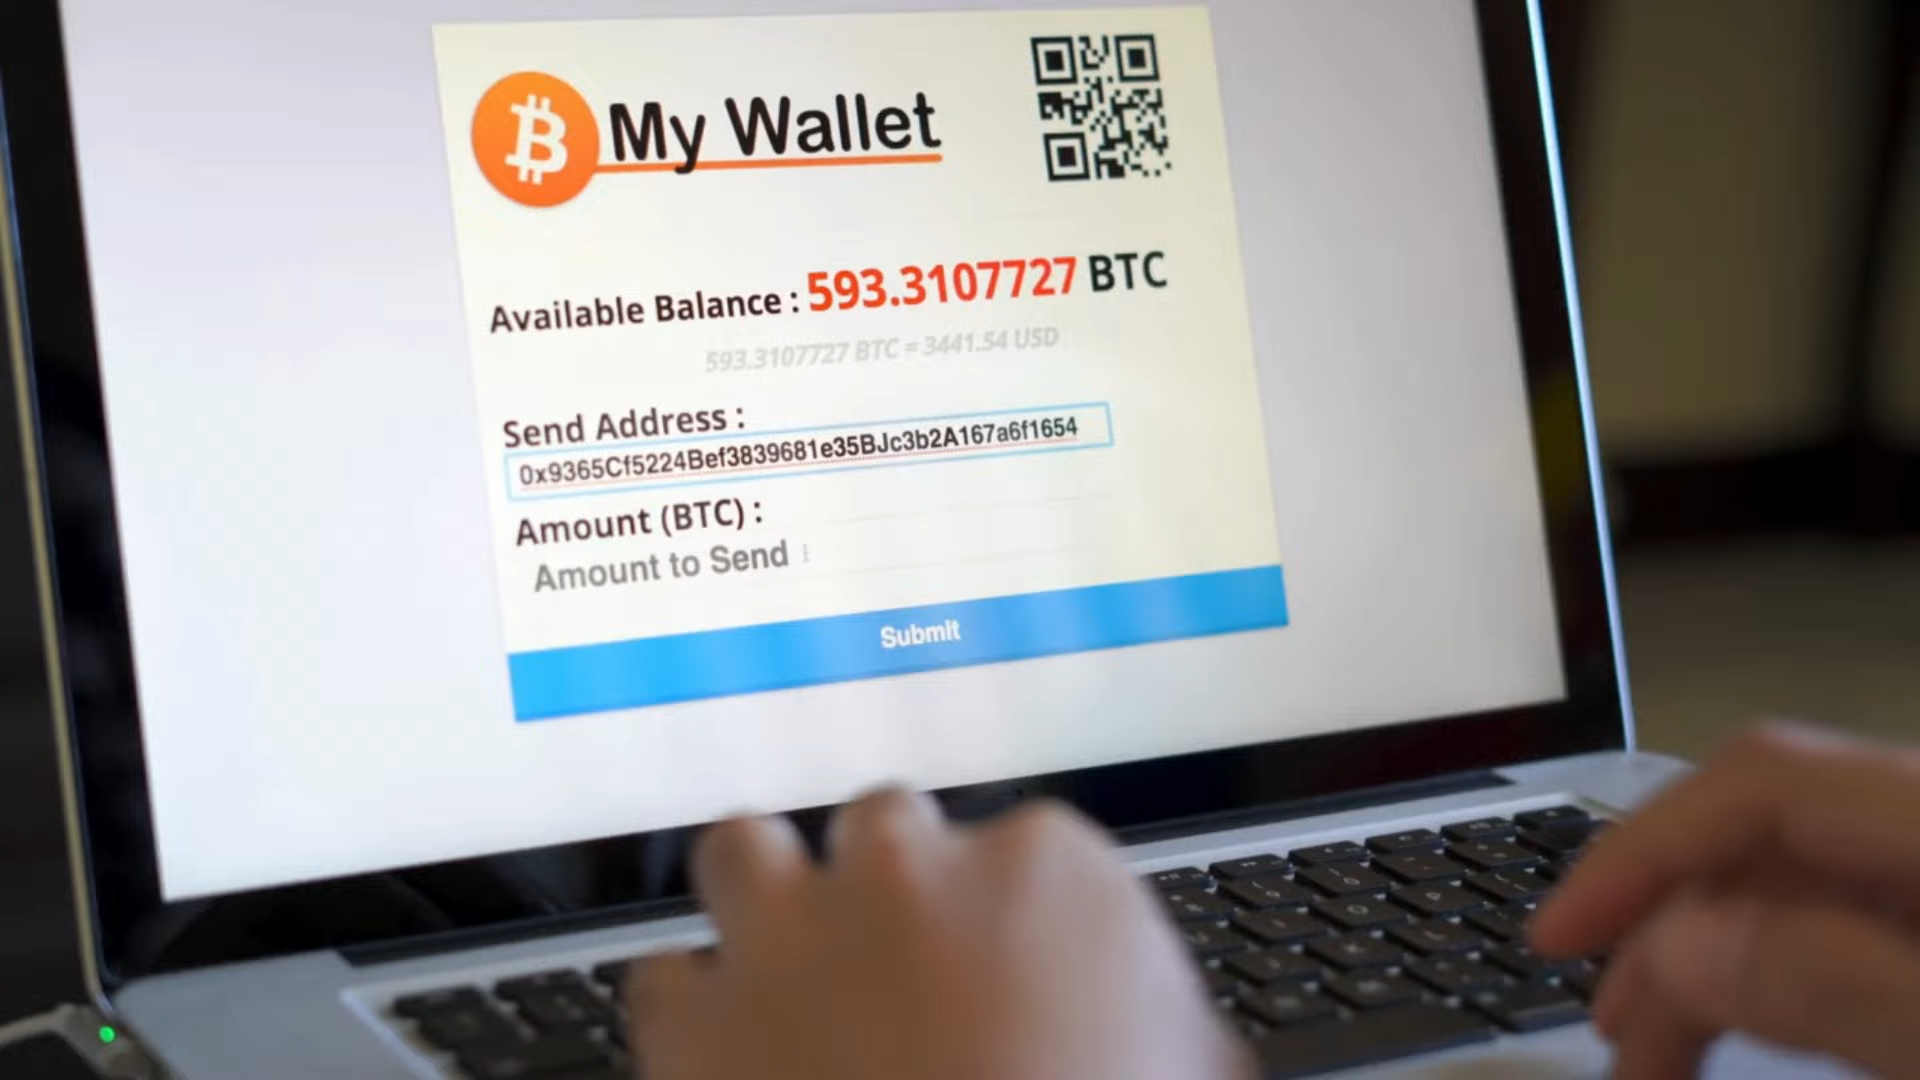 My Wallet
Available Balance : 593.3107727 BTC
593.3107727 BTC = 3441.54 USD
Send Address :
0x9365Cf5224Bef3839681e35BJc3b2A167a6f1654
Amount (BTC) :
Amount to Send
Submit